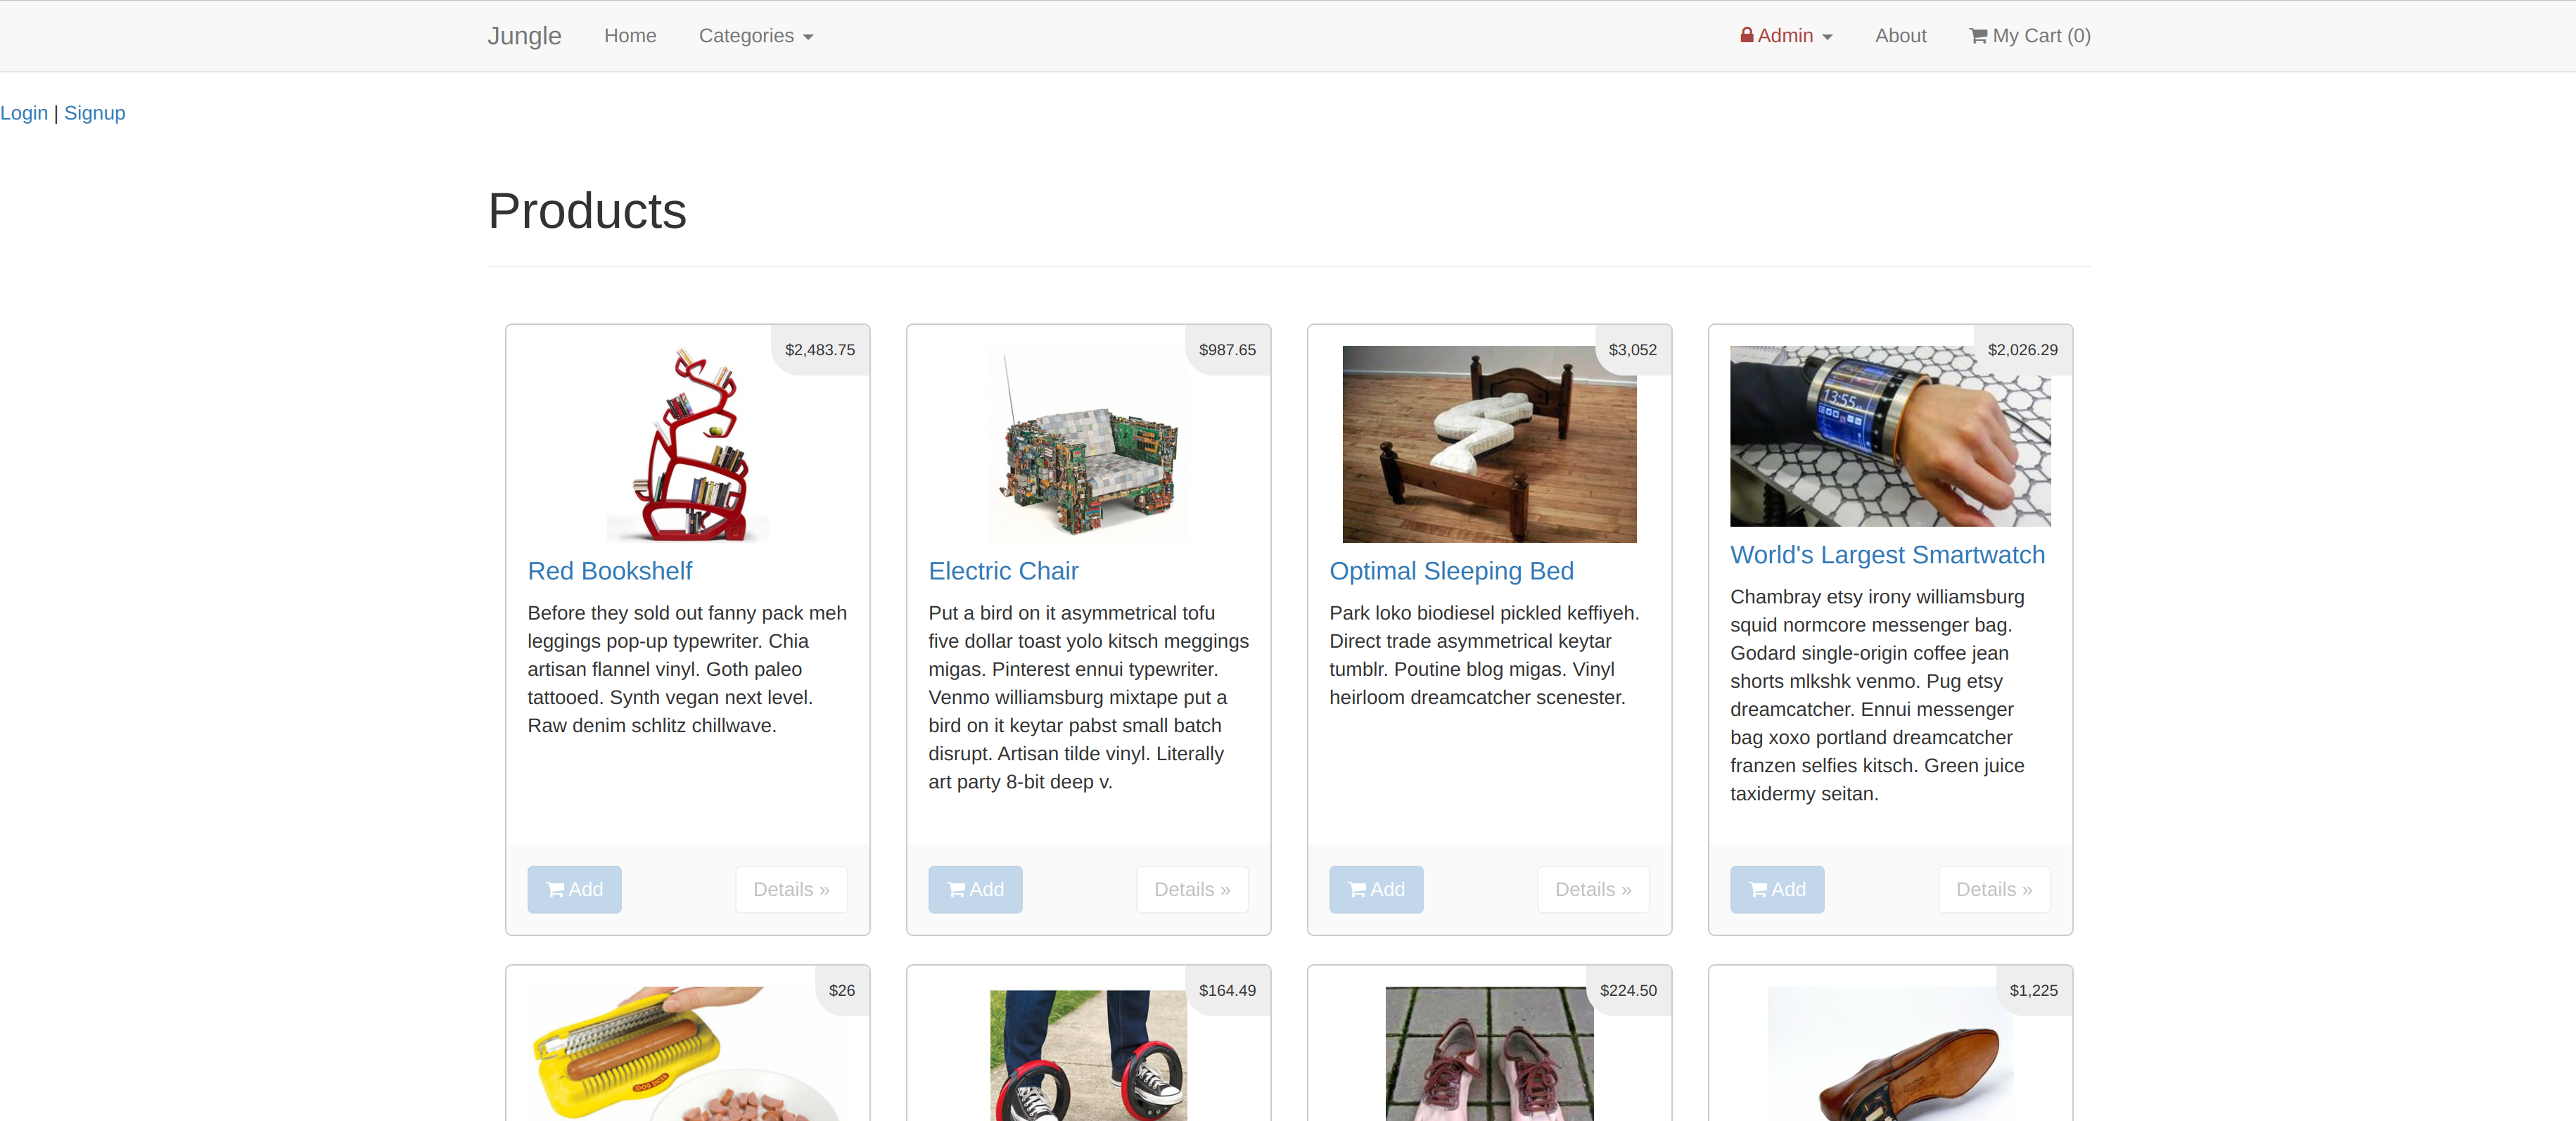 Jungle Home Categories Admin About My Cart (0)
Login | Signup
Products
$2,483.75
Red Bookshelf
Before they sold out fanny pack meh
leggings pop-up typewriter. Chia
artisan flannel vinyl. Goth paleo
tattooed. Synth vegan next level.
Raw denim schlitz chillwave.
Add Details »
$987.65
Electric Chair
Put a bird on it asymmetrical tofu
five dollar toast yolo kitsch meggings
migas. Pinterest ennui typewriter.
Venmo williamsburg mixtape put a
bird on it keytar pabst small batch
disrupt. Artisan tilde vinyl. Literally
art party 8-bit deep v.
Add Details »
$3,052
Optimal Sleeping Bed
Park loko biodiesel pickled keffiyeh.
Direct trade asymmetrical keytar
tumblr. Poutine blog migas. Vinyl
heirloom dreamcatcher scenester.
Add Details »
$2,026.29
13:55
World's Largest Smartwatch
Chambray etsy irony williamsburg
squid normcore messenger bag.
Godard single-origin coffee jean
shorts mlkshk venmo. Pug etsy
dreamcatcher. Ennui messenger
bag xoxo portland dreamcatcher
franzen selfies kitsch. Green juice
taxidermy seitan.
Add Details »
$26
$164.49
$224.50
$1,225